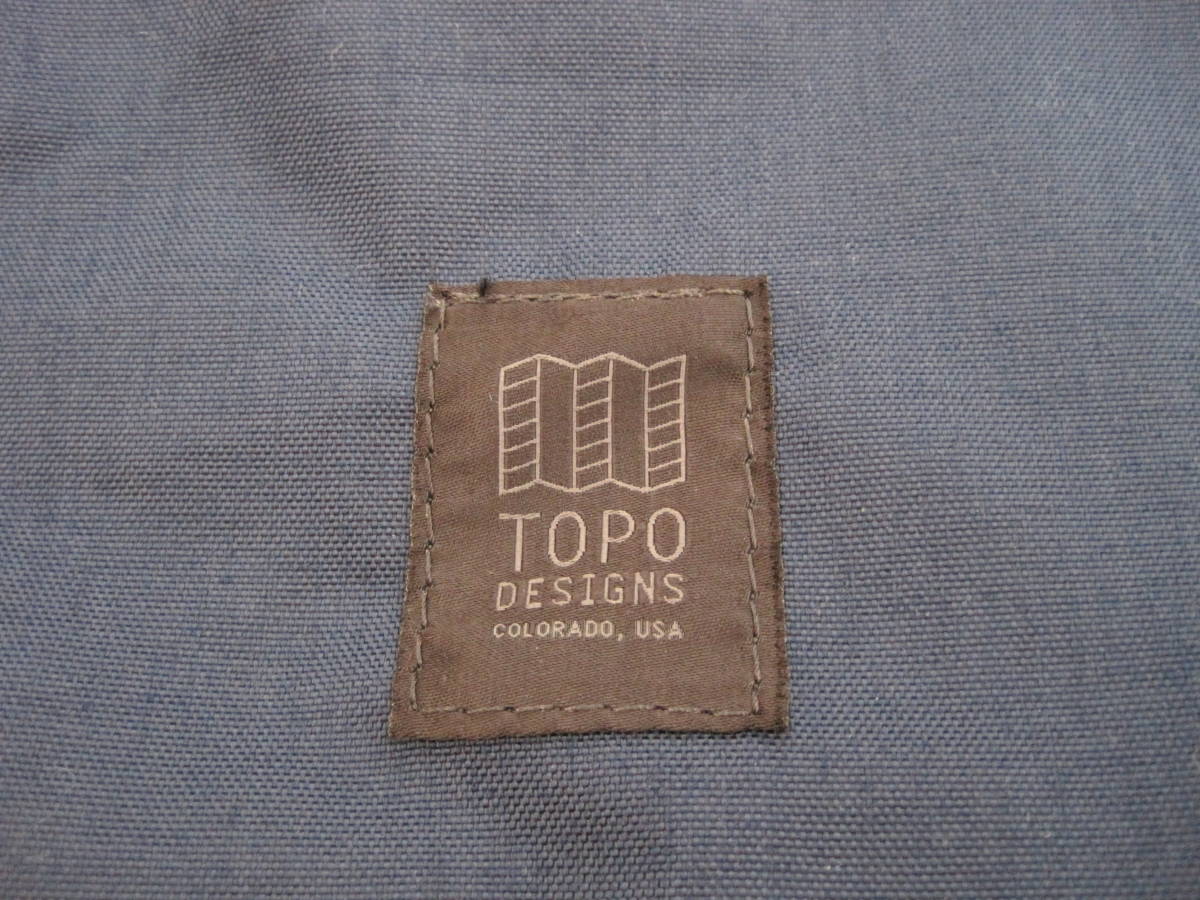 TOPO
DESIGNS
COLORADO, USA